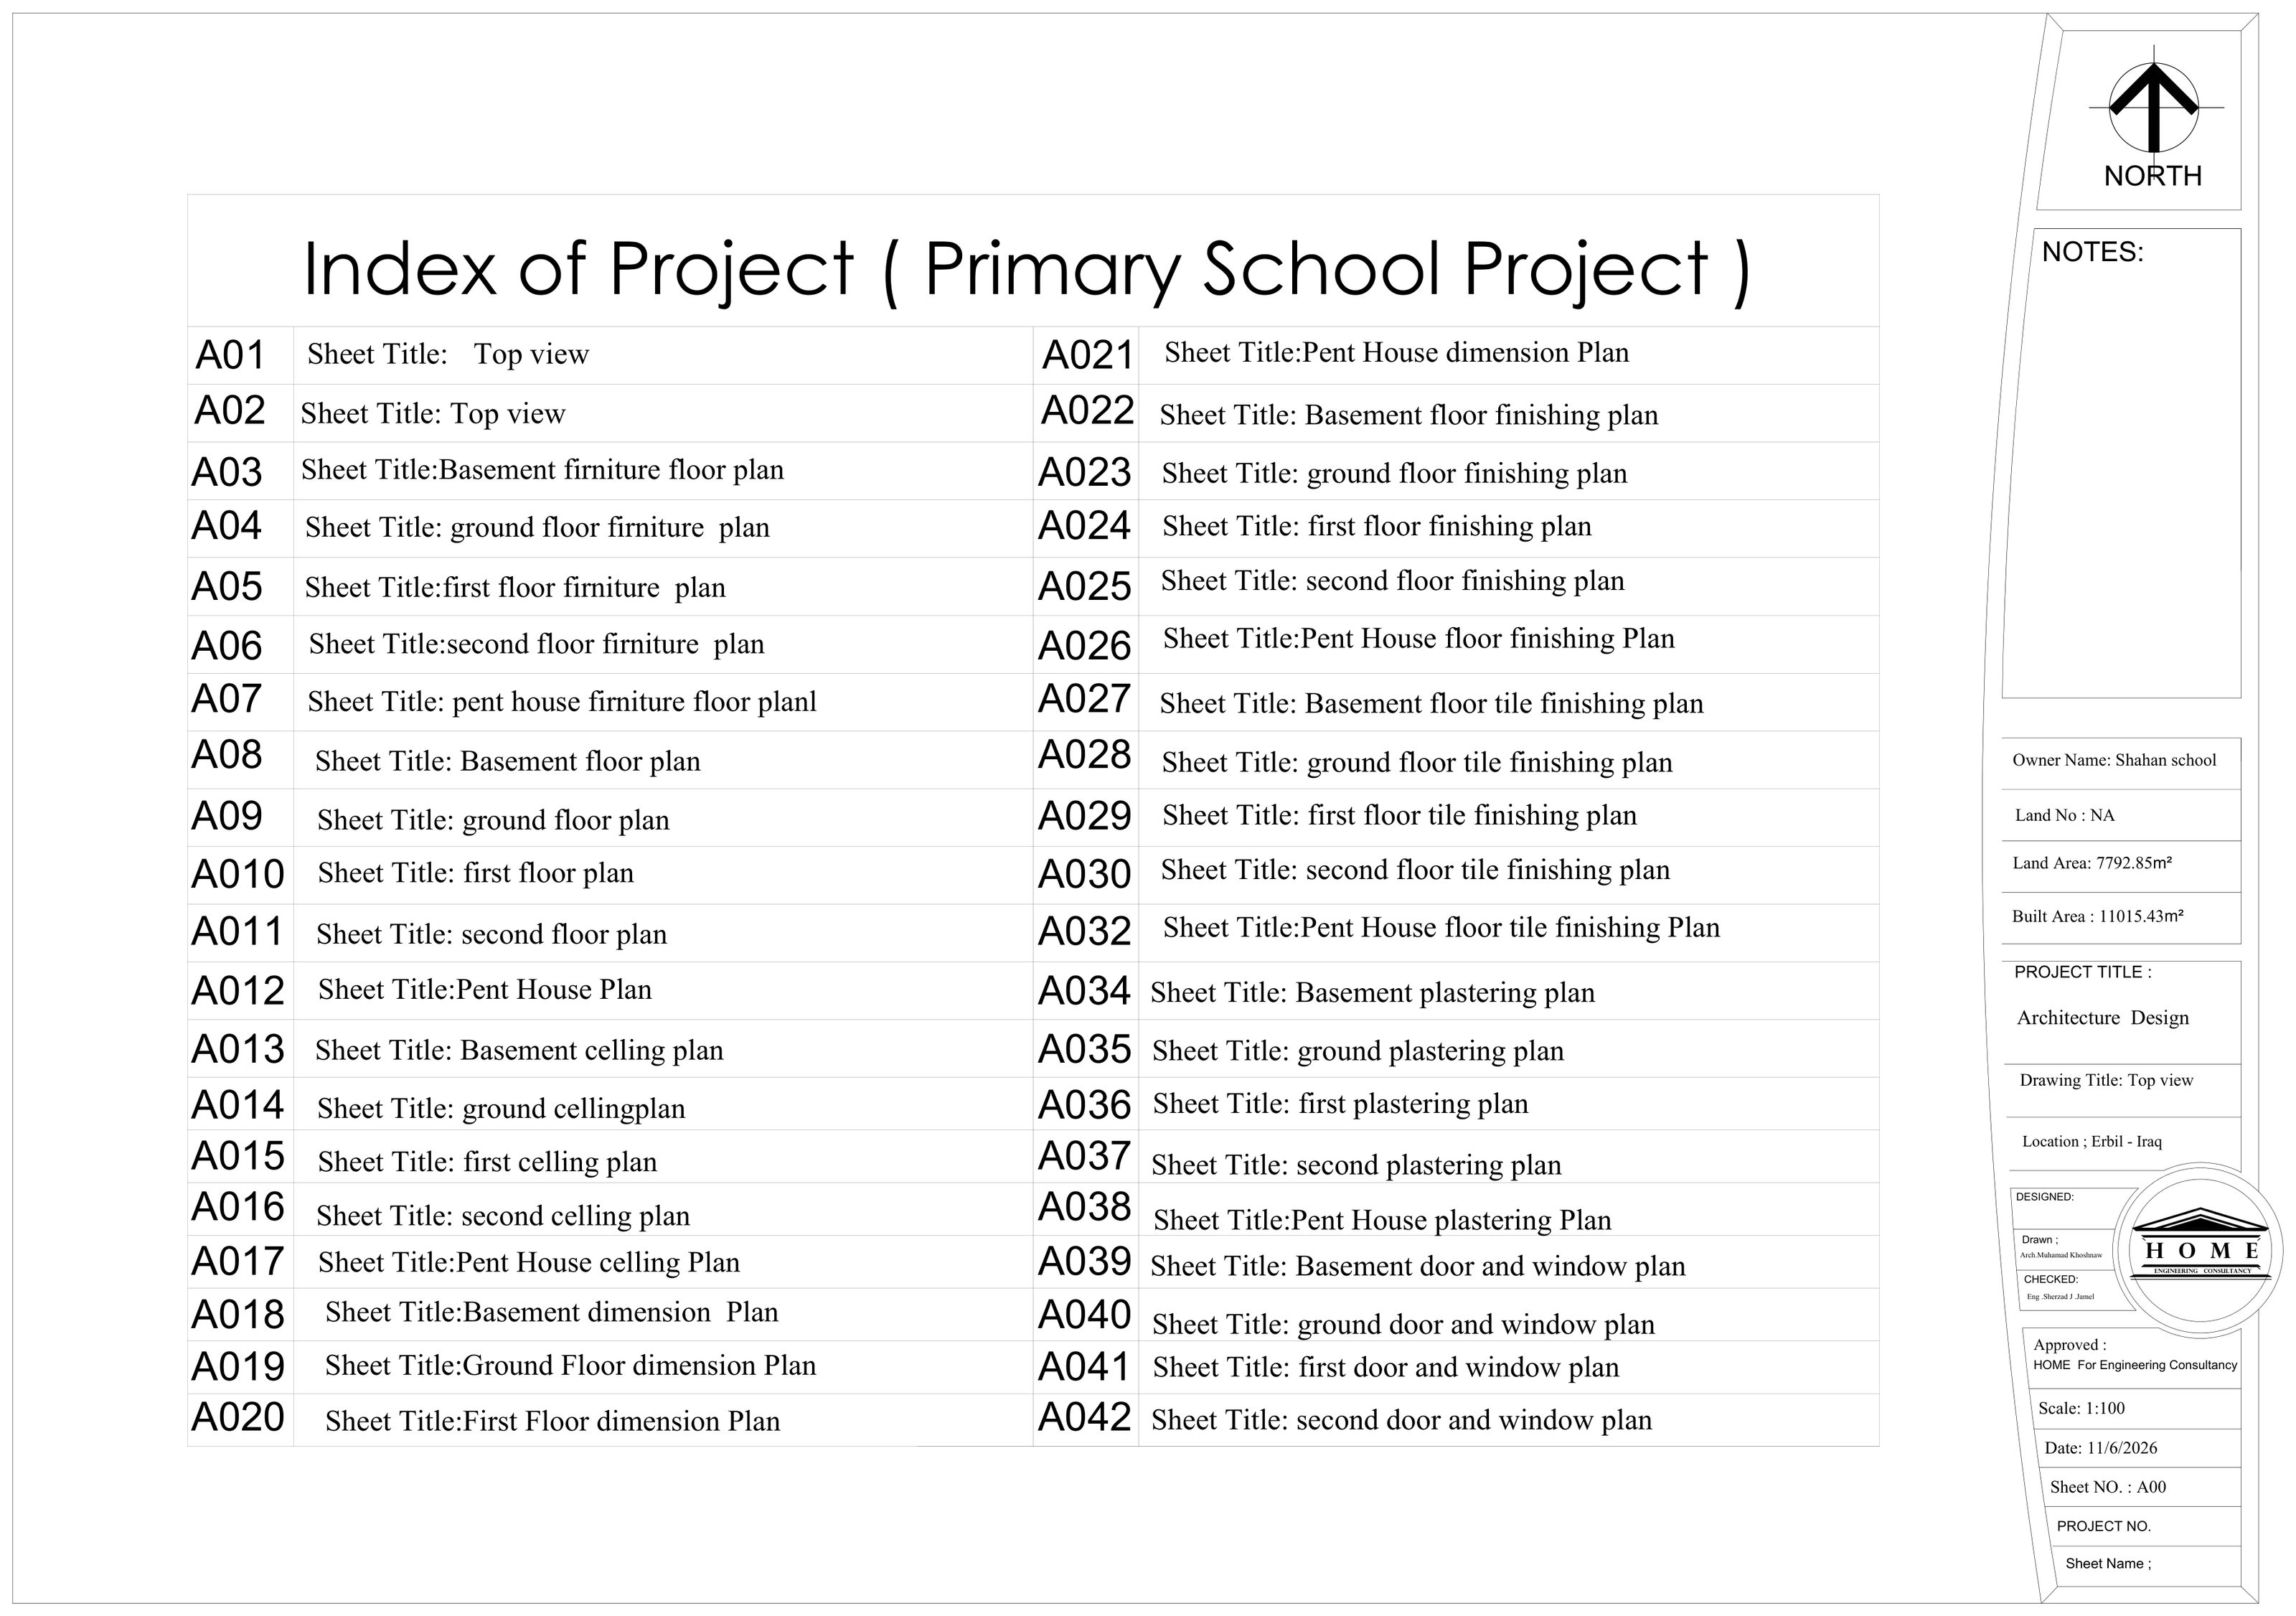 Index of Project ( Primary School Project )
A01 Sheet Title: Top view
A02 Sheet Title: Top view
A03 Sheet Title:Basement firniture floor plan
A04 Sheet Title: ground floor firniture plan
A05 Sheet Title:first floor firniture plan
A06 Sheet Title:second floor firniture plan
A07 Sheet Title: pent house firniture floor planl
A08 Sheet Title: Basement floor plan
A09 Sheet Title: ground floor plan
A010 Sheet Title: first floor plan
A011 Sheet Title: second floor plan
A012 Sheet Title:Pent House Plan
A013 Sheet Title: Basement celling plan
A014 Sheet Title: ground cellingplan
A015 Sheet Title: first celling plan
A016 Sheet Title: second celling plan
A017 Sheet Title:Pent House celling Plan
A018 Sheet Title:Basement dimension Plan
A019 Sheet Title:Ground Floor dimension Plan
A020 Sheet Title:First Floor dimension Plan
A021 Sheet Title:Pent House dimension Plan
A022 Sheet Title: Basement floor finishing plan
A023 Sheet Title: ground floor finishing plan
A024 Sheet Title: first floor finishing plan
A025 Sheet Title: second floor finishing plan
A026 Sheet Title:Pent House floor finishing Plan
A027 Sheet Title: Basement floor tile finishing plan
A028 Sheet Title: ground floor tile finishing plan
A029 Sheet Title: first floor tile finishing plan
A030 Sheet Title: second floor tile finishing plan
A032 Sheet Title:Pent House floor tile finishing Plan
A034 Sheet Title: Basement plastering plan
A035 Sheet Title: ground plastering plan
A036 Sheet Title: first plastering plan
A037 Sheet Title: second plastering plan
A038 Sheet Title:Pent House plastering Plan
A039 Sheet Title: Basement door and window plan
A040 Sheet Title: ground door and window plan
A041 Sheet Title: first door and window plan
A042 Sheet Title: second door and window plan
NORTH
NOTES:
Owner Name: Shahan school
Land No : NA
Land Area: 7792.85m²
Built Area : 11015.43m²
PROJECT TITLE :
Architecture Design
Drawing Title: Top view
Location ; Erbil - Iraq
DESIGNED:
Drawn ;
Arch.Muhamad Khoshnaw
CHECKED:
Eng .Sherzad J .Jamel
HOME
ENGINEERING CONSULTANCY
Approved :
HOME For Engineering Consultancy
Scale: 1:100
Date: 11/6/2026
Sheet NO. : A00
PROJECT NO.
Sheet Name ;